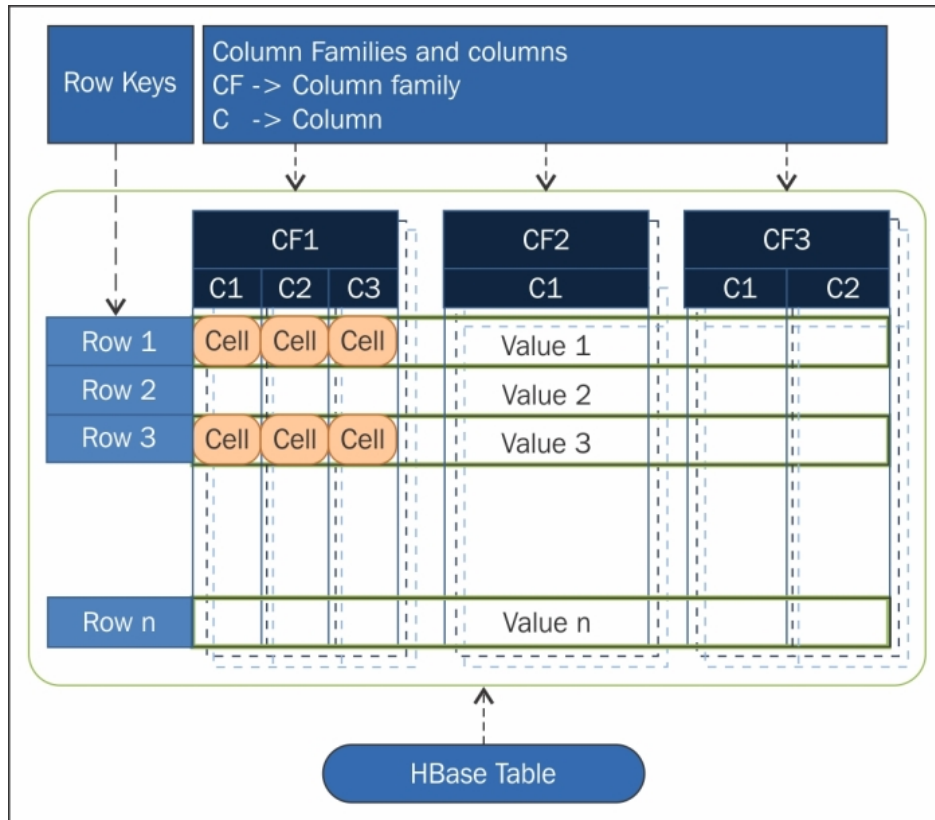 Row Keys
Column Families and columns
CF -> Column family
C -> Column
CF1
CF2
CF3
C1 C2 C3
C1
C1 C2
Row 1 Cell Cell Cell Value 1
Row 2 Value 2
Row 3 Cell Cell Cell Value 3
Row n Value n
HBase Table